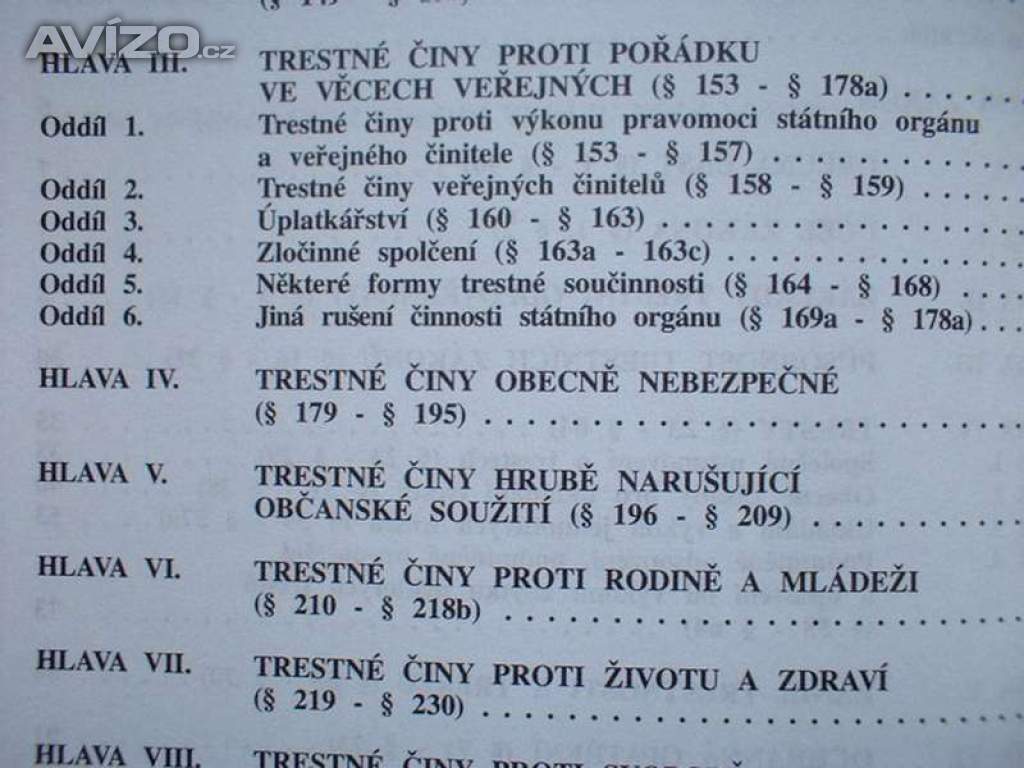 AVÍZO.cz
HLAVA III. TRESTNÉ ČINY PROTI POŘÁDKU
VE VĚCECH VEŘEJNÝCH (§ 153 - § 178a) . . . . . . .
Oddíl 1. Trestné činy proti výkonu pravomoci státního orgánu
a veřejného činitele (§ 153 - § 157) . . . . . . . . . . . . .
Oddíl 2. Trestné činy veřejných činitelů (§ 158 - § 159) . . . . . .
Oddíl 3. Úplatkářství (§ 160 - § 163) . . . . . . . . . . . . . . . . . . .
Oddíl 4. Zločinné spolčení (§ 163a - 163c) . . . . . . . . . . . . . . .
Oddíl 5. Některé formy trestné součinnosti (§ 164 - § 168) . . . .
Oddíl 6. Jiná rušení činnosti státního orgánu (§ 169a - § 178a) . . .
HLAVA IV. TRESTNÉ ČINY OBECNĚ NEBEZPEČNÉ
(§ 179 - § 195) . . . . . . . . . . . . . . . . . . . . . . . . . . .
HLAVA V. TRESTNÉ ČINY HRUBĚ NARUŠUJÍCÍ
OBČANSKÉ SOUŽITÍ (§ 196 - § 209) . . . . . . . . . . .
HLAVA VI. TRESTNÉ ČINY PROTI RODINĚ A MLÁDEŽI
(§ 210 - § 218b) . . . . . . . . . . . . . . . . . . . . . . . . . .
HLAVA VII. TRESTNÉ ČINY PROTI ŽIVOTU A ZDRAVÍ
(§ 219 - § 230) . . . . . . . . . . . . . . . . . . . . . . . . . . .
HLAVA VIII. TRESTNÉ ČINY PROTI